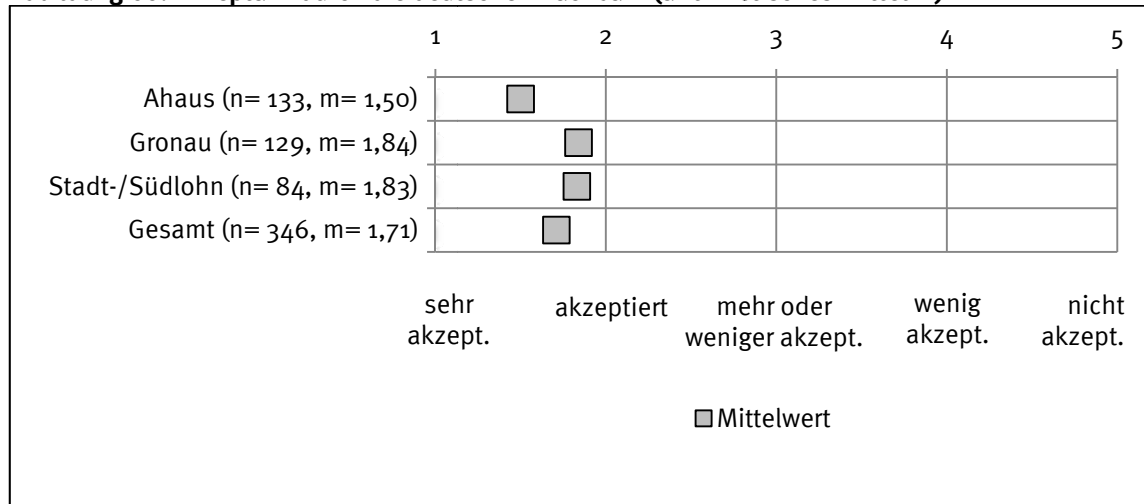 1 2 3 4 5
Ahaus (n= 133, m= 1,50)
Gronau (n= 129, m= 1,84)
Stadt-/Südlohn (n= 84, m= 1,83)
Gesamt (n= 346, m= 1,71)
sehr akzeptiert mehr oder wenig nicht
akzept. weniger akzept. akzept. akzept.
Mittelwert